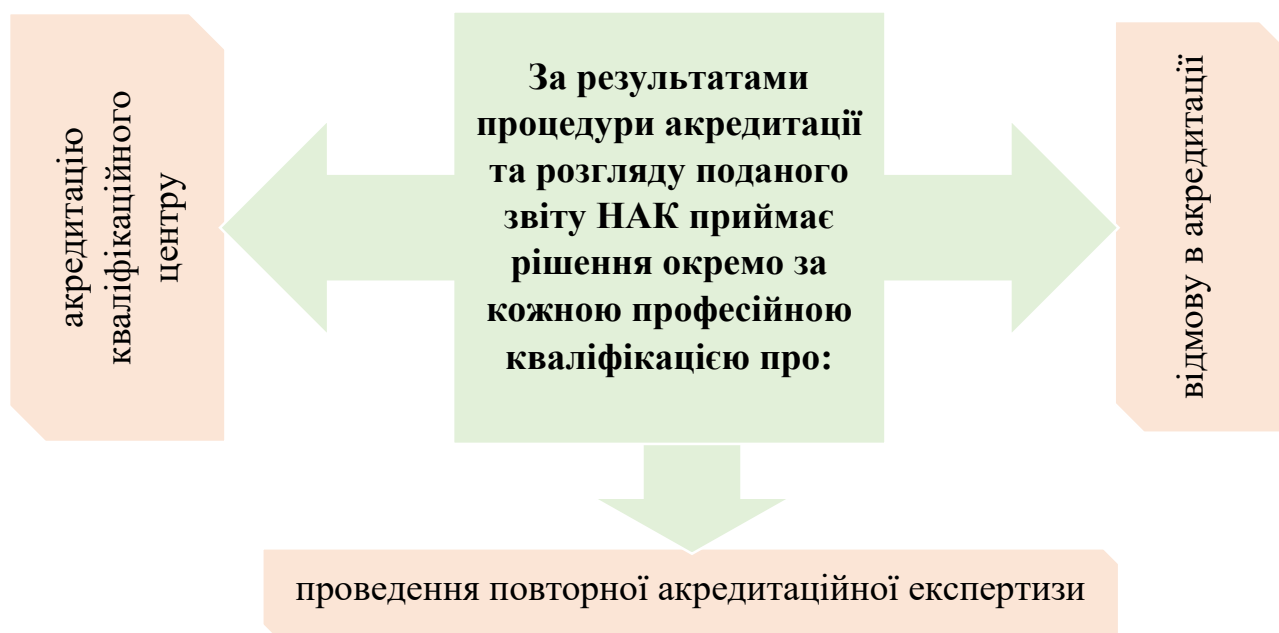 За результатами
процедури акредитації
та розгляду поданого
звіту НАК приймає
рішення окремо за
кожною професійною
кваліфікацією про:
акредитацію
кваліфікаційного
центру
відмову в акредитації
проведення повторної акредитаційної експертизи